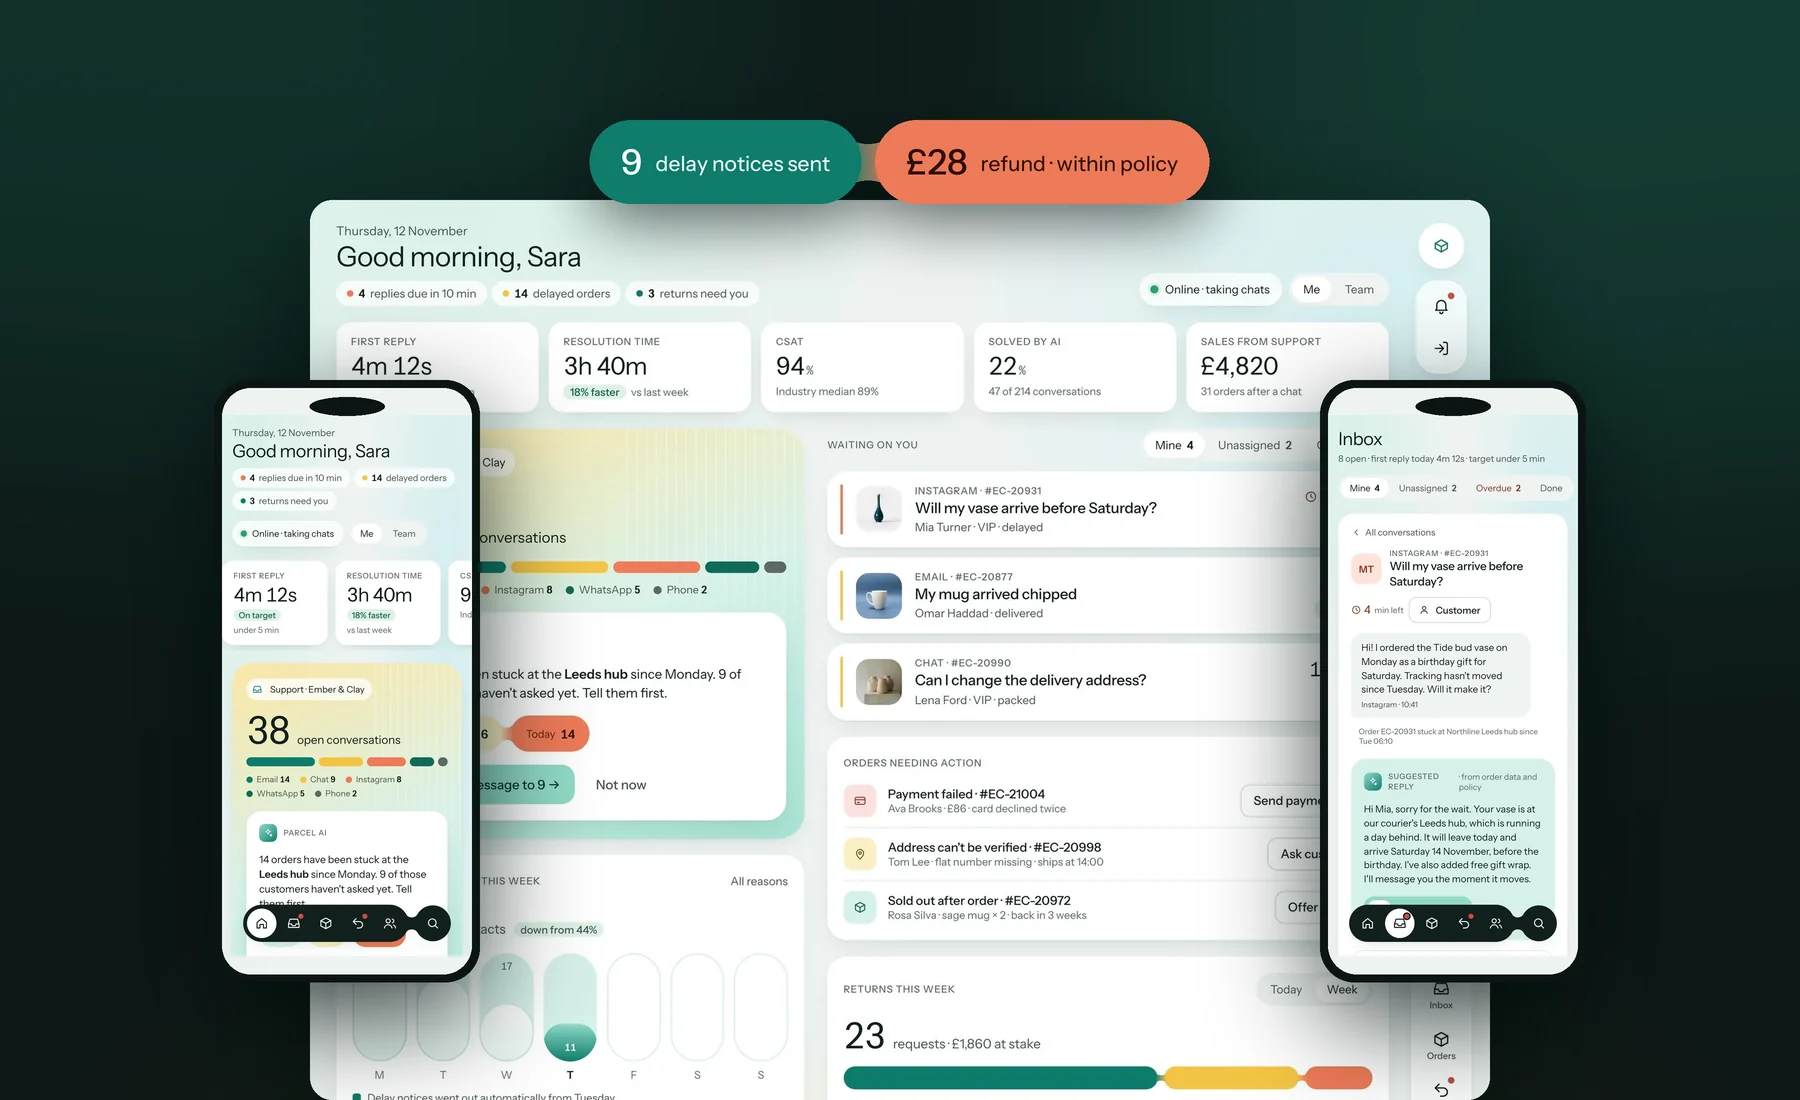 9 delay notices sent
£28 refund · within policy
Thursday, 12 November
Good morning, Sara
4 replies due in 10 min
14 delayed orders
3 returns need you
Online · taking chats
Me
Team
FIRST REPLY
4m 12s
RESOLUTION TIME
3h 40m
18% faster vs last week
CSAT
94%
Industry median 89%
SOLVED BY AI
22%
47 of 214 conversations
SALES FROM SUPPORT
£4,820
31 orders after a chat
Clay
onversations
Instagram 8
WhatsApp 5
Phone 2
stuck at the Leeds hub since Monday. 9 of
haven't asked yet. Tell them first.
6
Today 14
essage to 9 →
Not now
THIS WEEK
All reasons
acts
down from 44%
17
11
M
T
W
T
F
S
S
Delay notices went out automatically from Tuesday
WAITING ON YOU
Mine 4
Unassigned 2
INSTAGRAM · #EC-20931
Will my vase arrive before Saturday?
Mia Turner · VIP · delayed
EMAIL · #EC-20877
My mug arrived chipped
Omar Haddad · delivered
CHAT · #EC-20990
Can I change the delivery address?
Lena Ford · VIP · packed
1
ORDERS NEEDING ACTION
Payment failed · #EC-21004
Ava Brooks · £86 · card declined twice
Send payme
Address can't be verified · #EC-20998
Tom Lee · flat number missing · ships at 14:00
Ask cus
Sold out after order · #EC-20972
Rosa Silva · sage mug × 2 · back in 3 weeks
Offer
RETURNS THIS WEEK
Today
Week
23 requests · £1,860 at stake
Inbox
Orders
Thursday, 12 November
Good morning, Sara
4 replies due in 10 min
14 delayed orders
3 returns need you
Online · taking chats
Me
Team
FIRST REPLY
4m 12s
On target
under 5 min
RESOLUTION TIME
3h 40m
18% faster
vs last week
CS
9
Ind
Support · Ember & Clay
38 open conversations
Email 14
Chat 9
Instagram 8
WhatsApp 5
Phone 2
PARCEL AI
14 orders have been stuck at the
Leeds hub since Monday. 9 of those
customers haven't asked yet. Tell
them first.
Inbox
8 open · first reply today 4m 12s · target under 5 min
Mine 4
Unassigned 2
Overdue 2
Done
All conversations
MT
INSTAGRAM · #EC-20931
Will my vase arrive before
Saturday?
4 min left
Customer
Hi! I ordered the Tide bud vase on
Monday as a birthday gift for
Saturday. Tracking hasn't moved
since Tuesday. Will it make it?
Instagram · 10:41
Order EC-20931 stuck at Northline Leeds hub since
Tue 06:10
SUGGESTED
REPLY
· from order data and
policy
Hi Mia, sorry for the wait. Your vase is at
our courier's Leeds hub, which is running
a day behind. It will leave today and
arrive Saturday 14 November, before the
birthday. I've also added free gift wrap.
I'll message you the moment it moves.